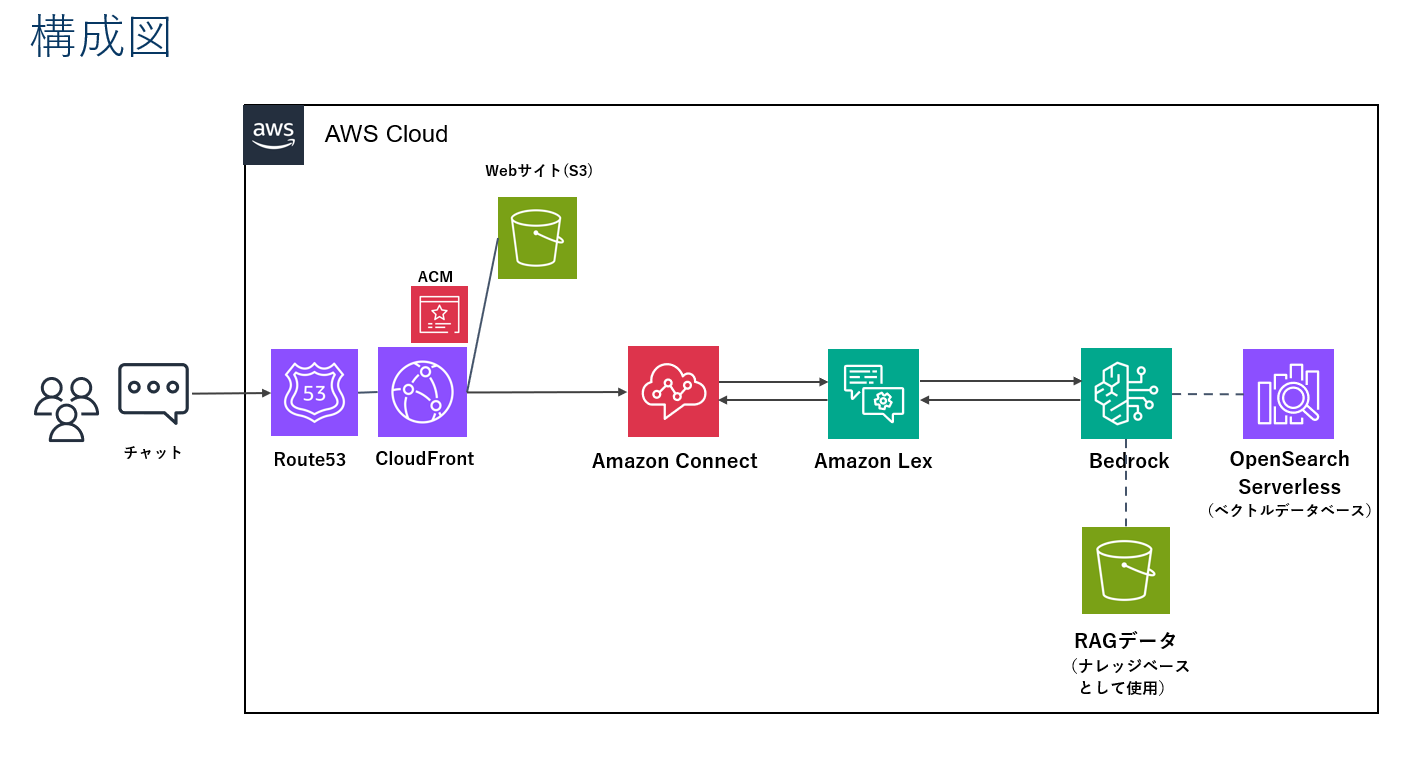 構成図
aws
AWS Cloud
Webサイト(S3)
ACM
53
チャット
Route53
CloudFront
Amazon Connect
Amazon Lex
Bedrock
OpenSearch
Serverless
（ベクトルデータベース）
RAGデータ
（ナレッジベース
として使用）